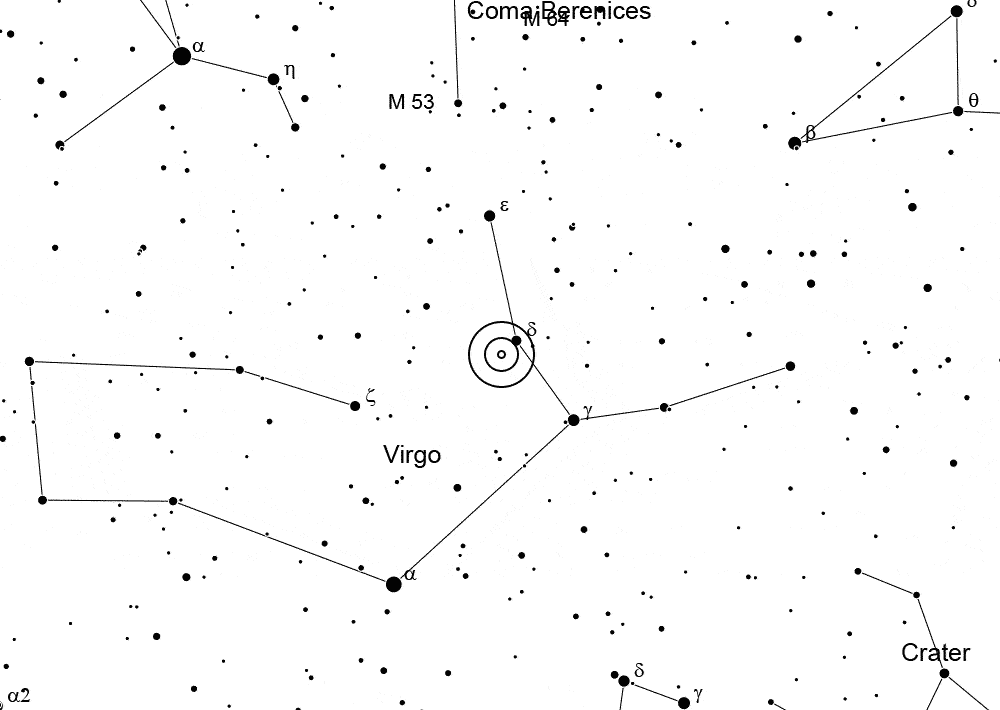 Coma Berenices
M 64
δ
α
η
M 53
θ
β
ε
δ
ζ
γ
Virgo
α
Crater
δ
γ
α2